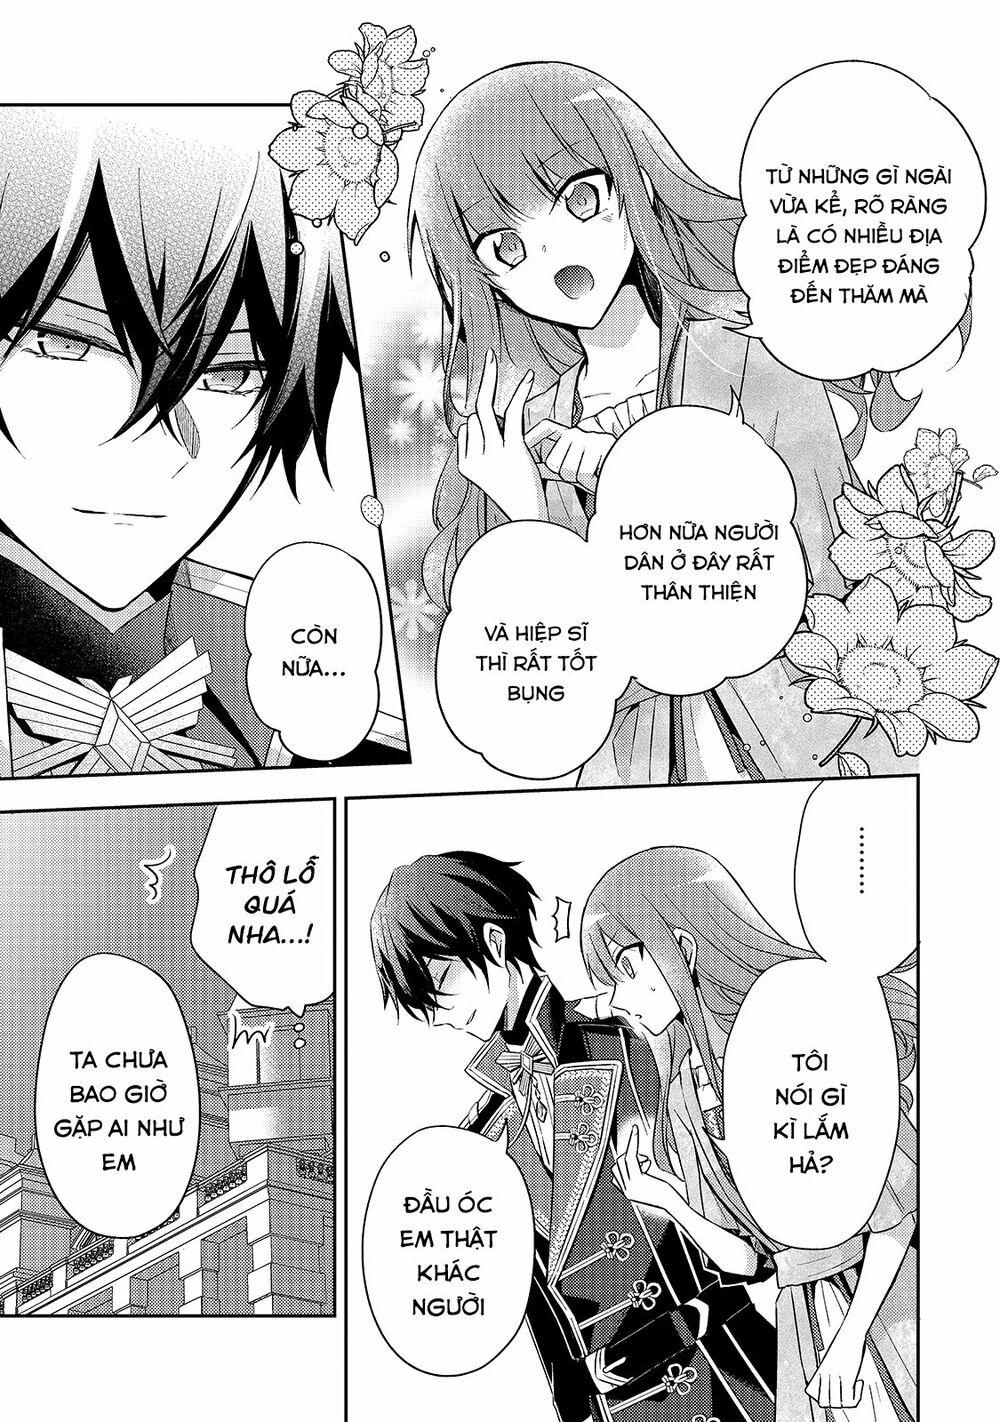 TỪ NHỮNG GÌ NGÀI
VỪA KỂ, RÕ RÀNG
LÀ CÓ NHIỀU ĐỊA
ĐIỂM ĐẸP ĐÁNG
ĐẾN THĂM MÀ
HƠN NỮA NGƯỜI
DÂN Ở ĐÂY RẤT
THÂN THIỆN
VÀ HIỆP SĨ
THÌ RẤT TỐT
BỤNG
CÒN
NỮA...
.........
TÔI
NÓI GÌ
KÌ LẮM
HẢ?
ĐẦU ÓC
EM THẬT
KHÁC
NGƯỜI
THÔ LỖ
QUÁ
NHA...!
TA CHƯA
BAO GIỜ
GẶP AI NHƯ
EM